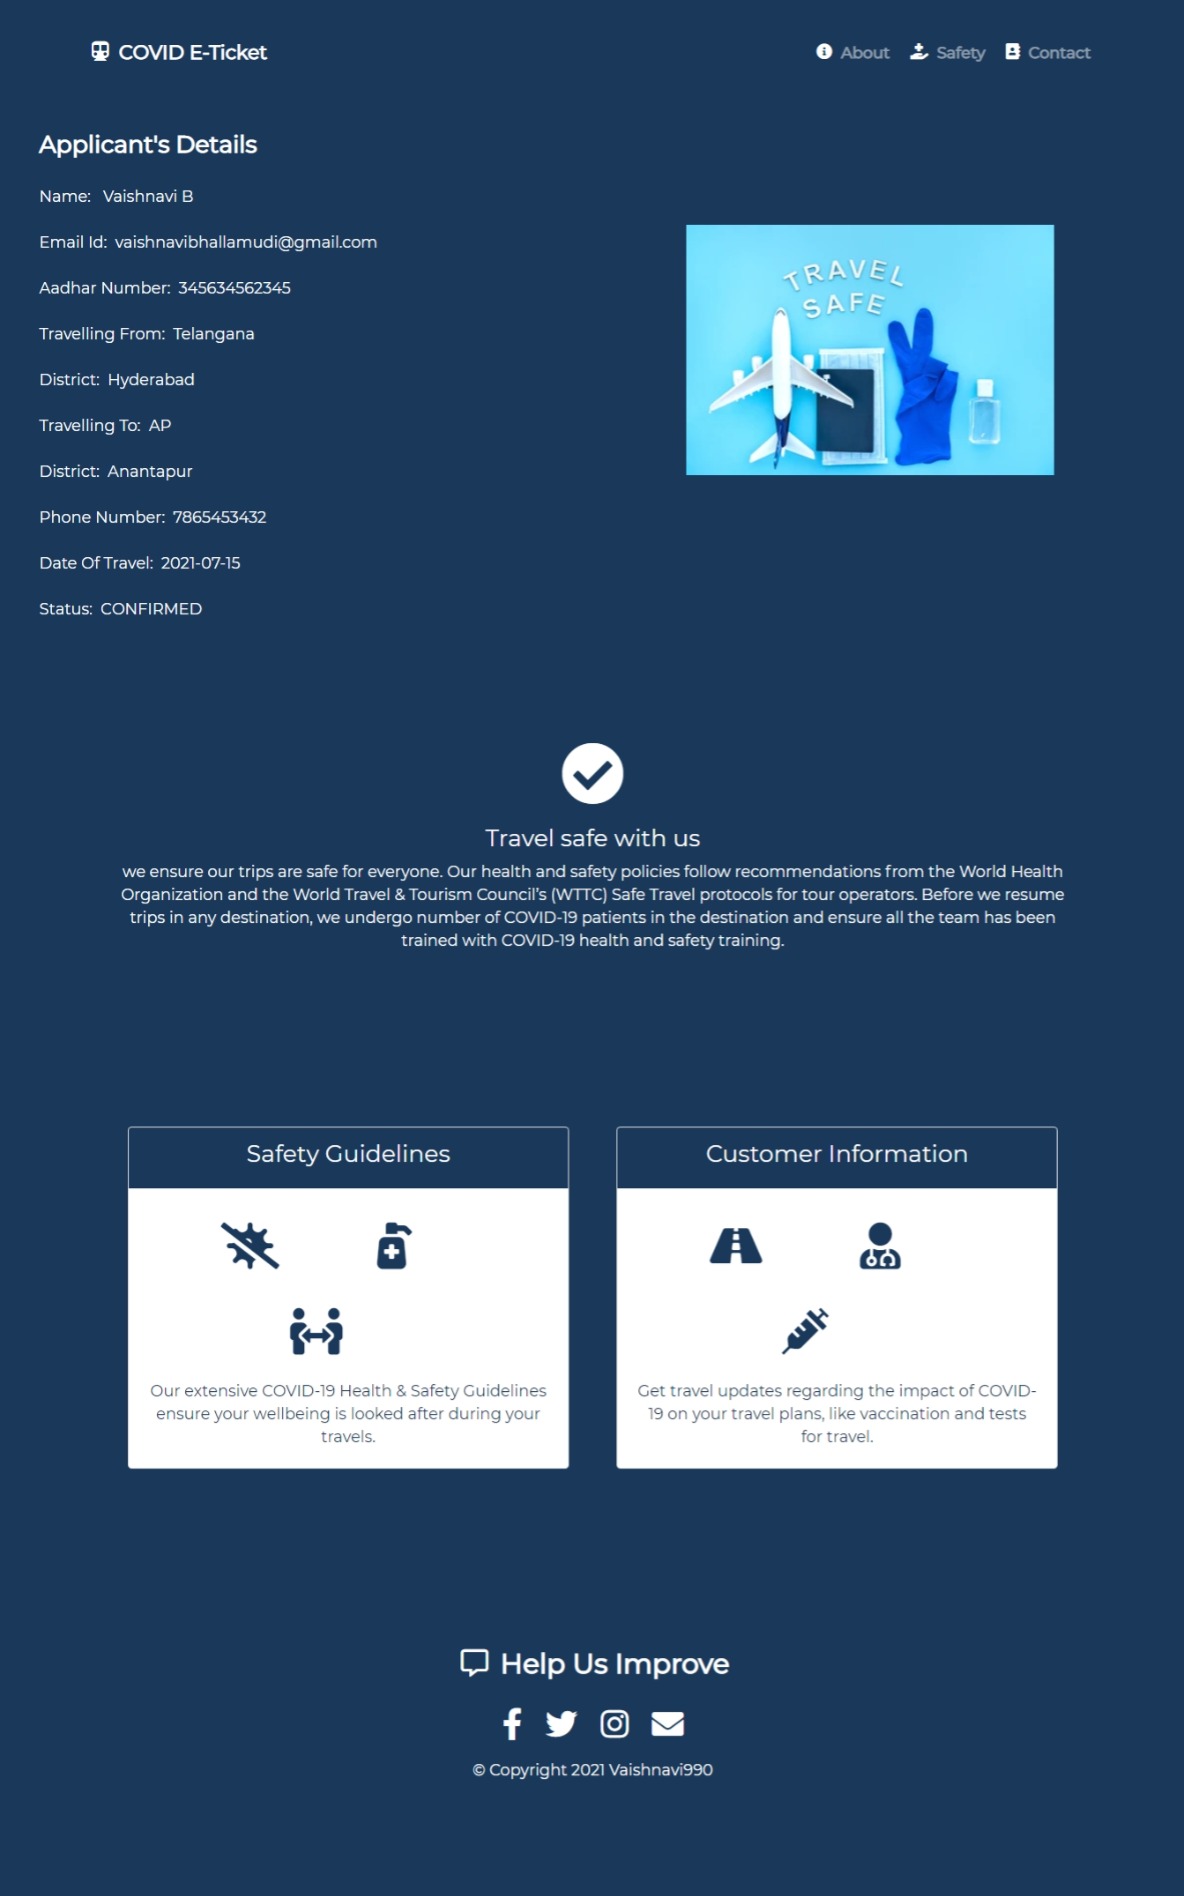 COVID E-Ticket
About
Safety
Contact
Applicant's Details
Name: Vaishnavi B
Email Id: vaishnavibhallamudi@gmail.com
Aadhar Number: 345634562345
Travelling From: Telangana
District: Hyderabad
Travelling To: AP
District: Anantapur
Phone Number: 7865453432
Date Of Travel: 2021-07-15
Status: CONFIRMED
TRAVEL
SAFE
Travel safe with us
we ensure our trips are safe for everyone. Our health and safety policies follow recommendations from the World Health
Organization and the World Travel & Tourism Council's (WTTC) Safe Travel protocols for tour operators. Before we resume
trips in any destination, we undergo number of COVID-19 patients in the destination and ensure all the team has been
trained with COVID-19 health and safety training.
Safety Guidelines
Our extensive COVID-19 Health & Safety Guidelines
ensure your wellbeing is looked after during your
travels.
Customer Information
Get travel updates regarding the impact of COVID-
19 on your travel plans, like vaccination and tests
for travel.
Help Us Improve
© Copyright 2021 Vaishnavi990